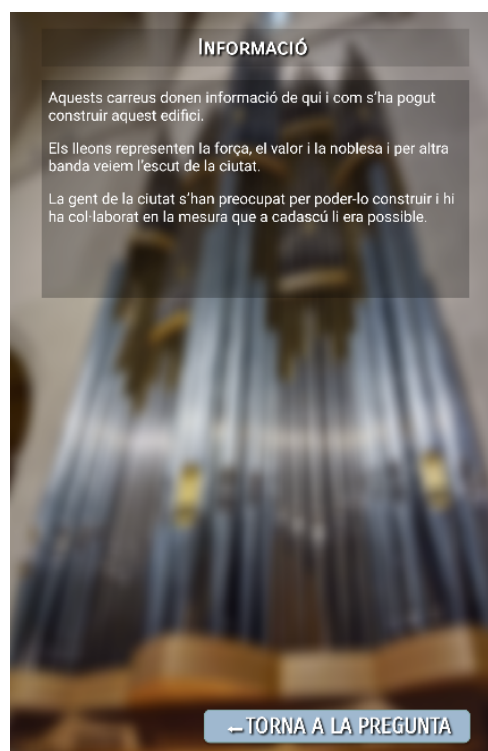 Informació
Aquests carreus donen informació de qui i com s'ha pogut
construir aquest edifici.
Els lleons representen la força, el valor i la noblesa i per altra
banda veiem l'escut de la ciutat.
La gent de la ciutat s'han preocupat per poder-lo construir i hi
ha col·laborat en la mesura que a cadascú li era possible.
←TORNA A LA PREGUNTA